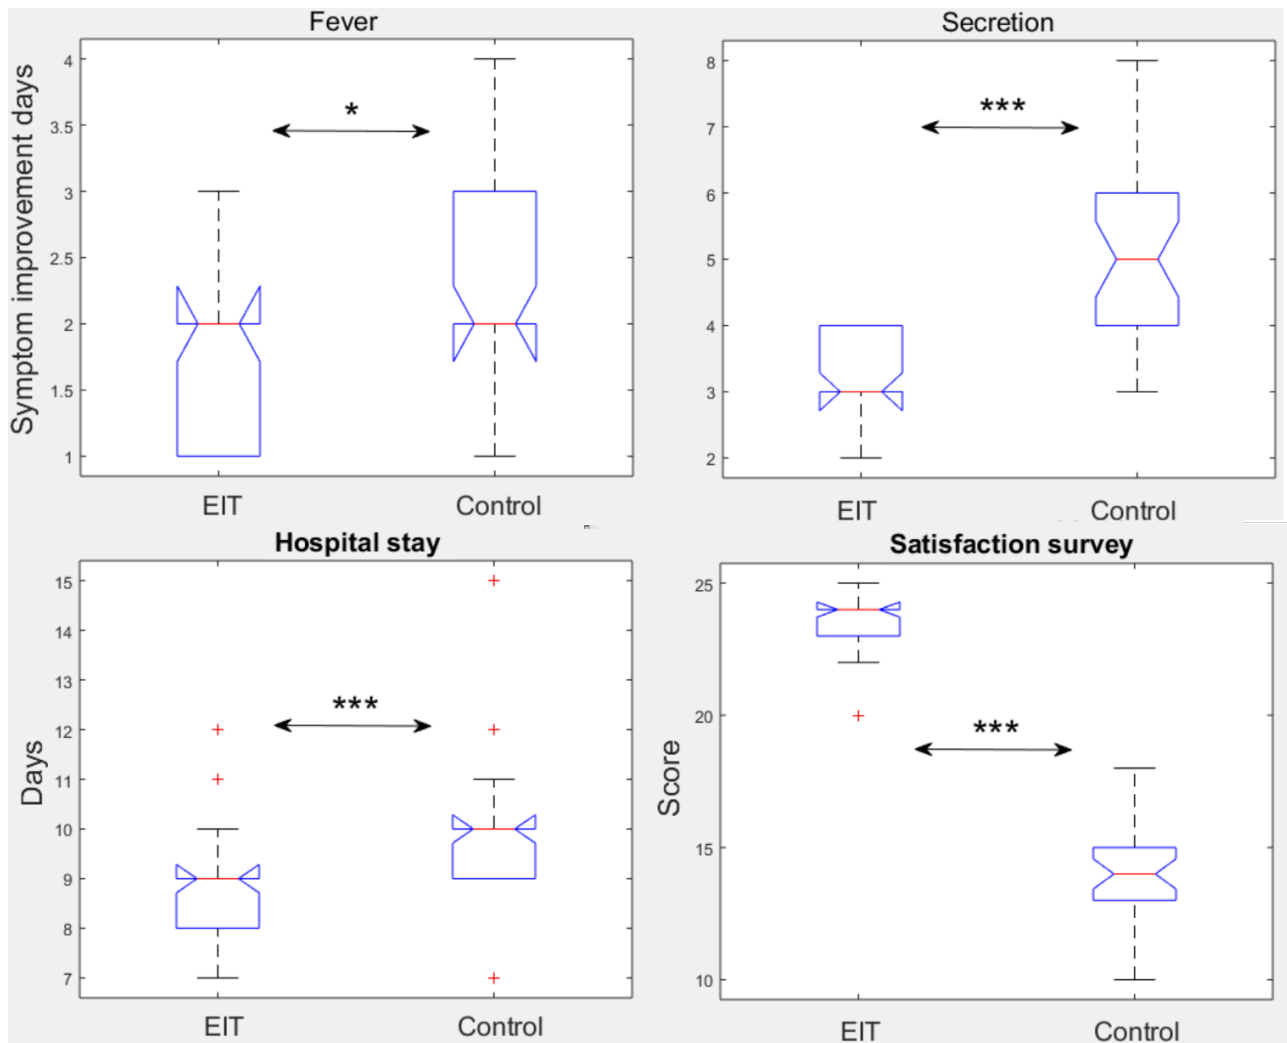 Fever
Symptom improvement days
4
3.5
3
2.5
2
1.5
1
*
EIT
Control
Secretion
8
7
6
5
4
3
2
***
EIT
Control
Hospital stay
Days
15
14
13
12
11
10
9
8
7
***
EIT
Control
Satisfaction survey
Score
25
20
15
10
***
EIT
Control